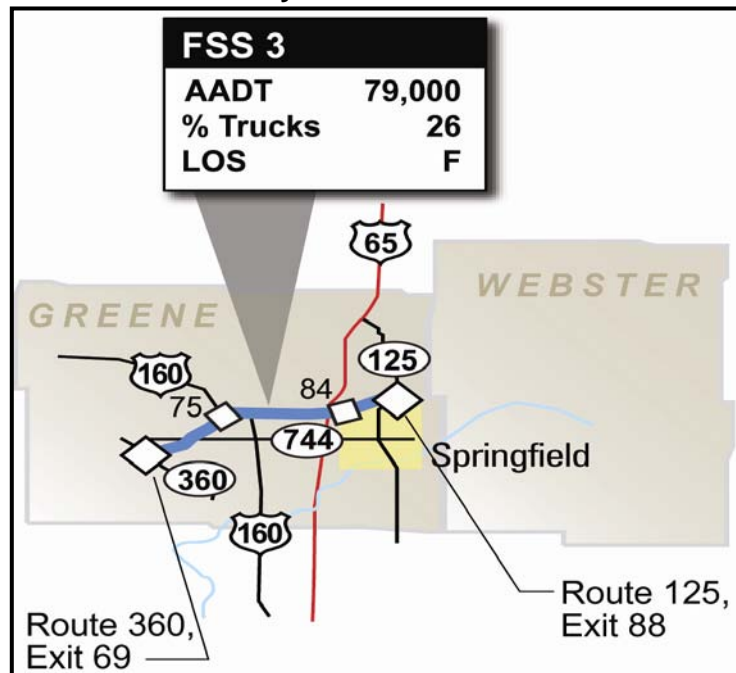 FSS 3
AADT 79,000
% Trucks 26
LOS F
65
GREENE
WEBSTER
160
125
75
84
744
Springfield
360
160
Route 125,
Exit 88
Route 360,
Exit 69